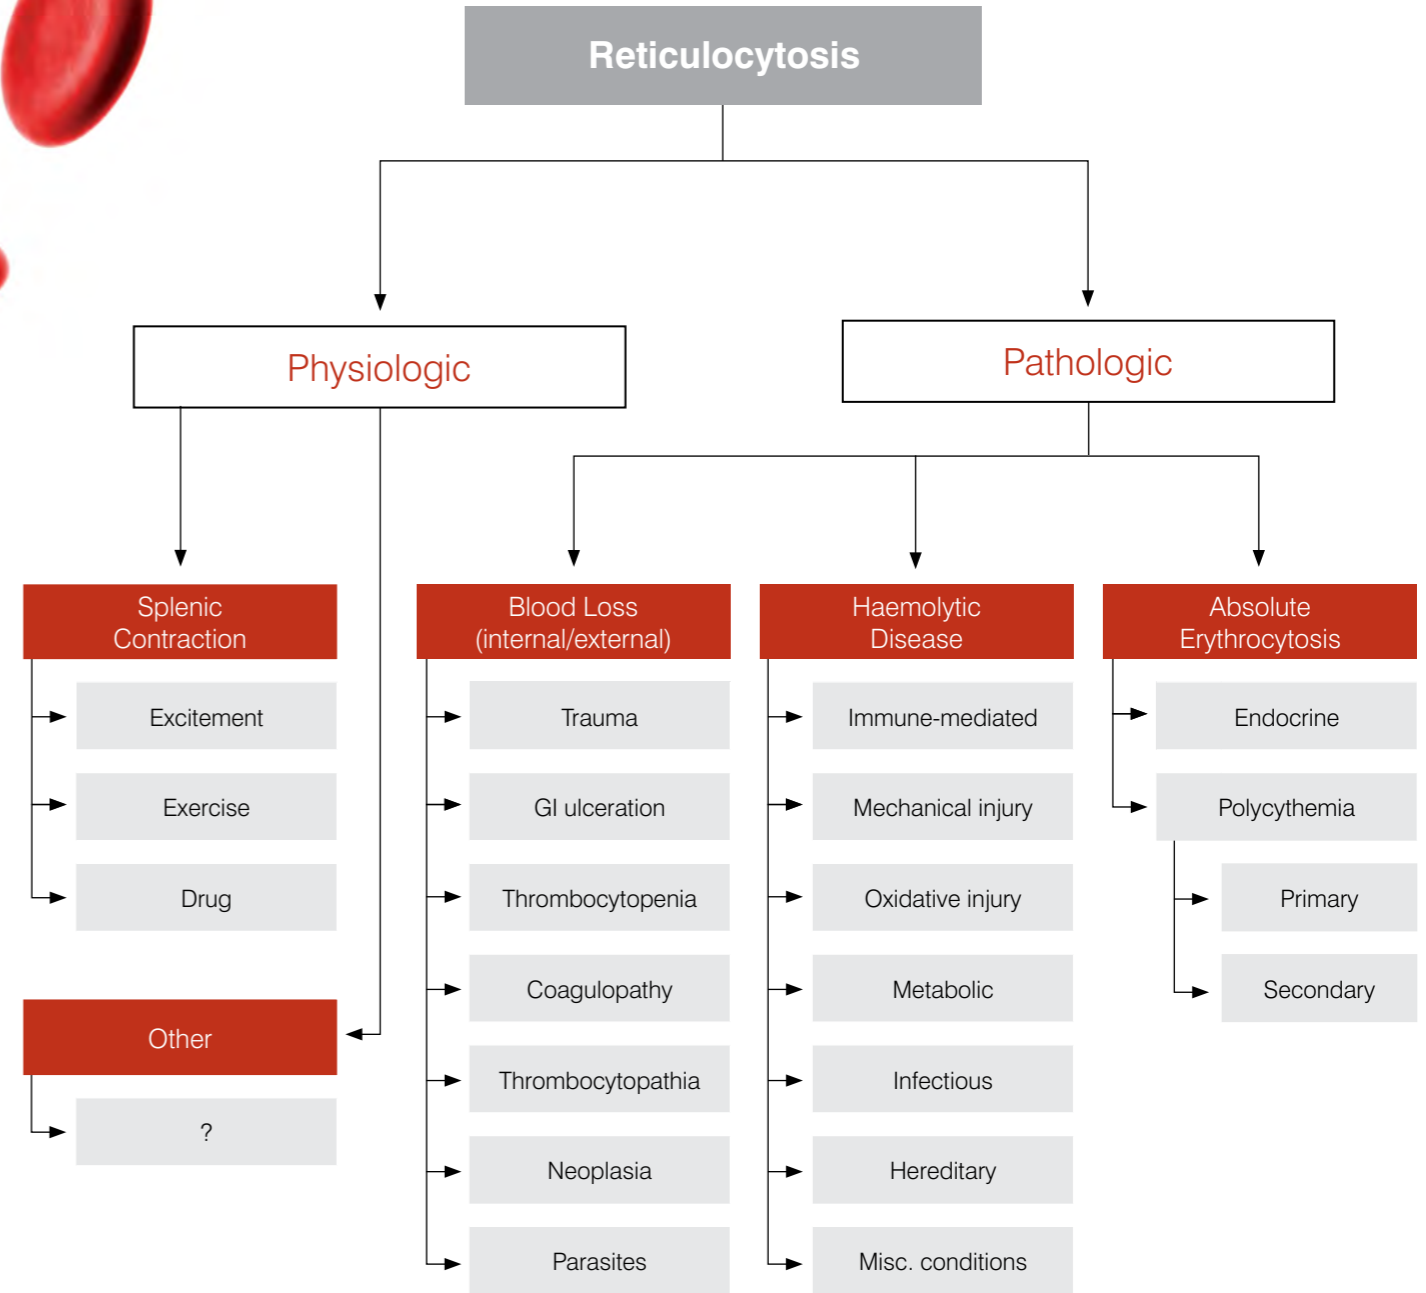 Reticulocytosis
Physiologic
Pathologic
Splenic
Contraction
Excitement
Exercise
Drug
Other
?
Blood Loss
(internal/external)
Trauma
GI ulceration
Thrombocytopenia
Coagulopathy
Thrombocytopathia
Neoplasia
Parasites
Haemolytic
Disease
Immune-mediated
Mechanical injury
Oxidative injury
Metabolic
Infectious
Hereditary
Misc. conditions
Absolute
Erythrocytosis
Endocrine
Polycythemia
Primary
Secondary